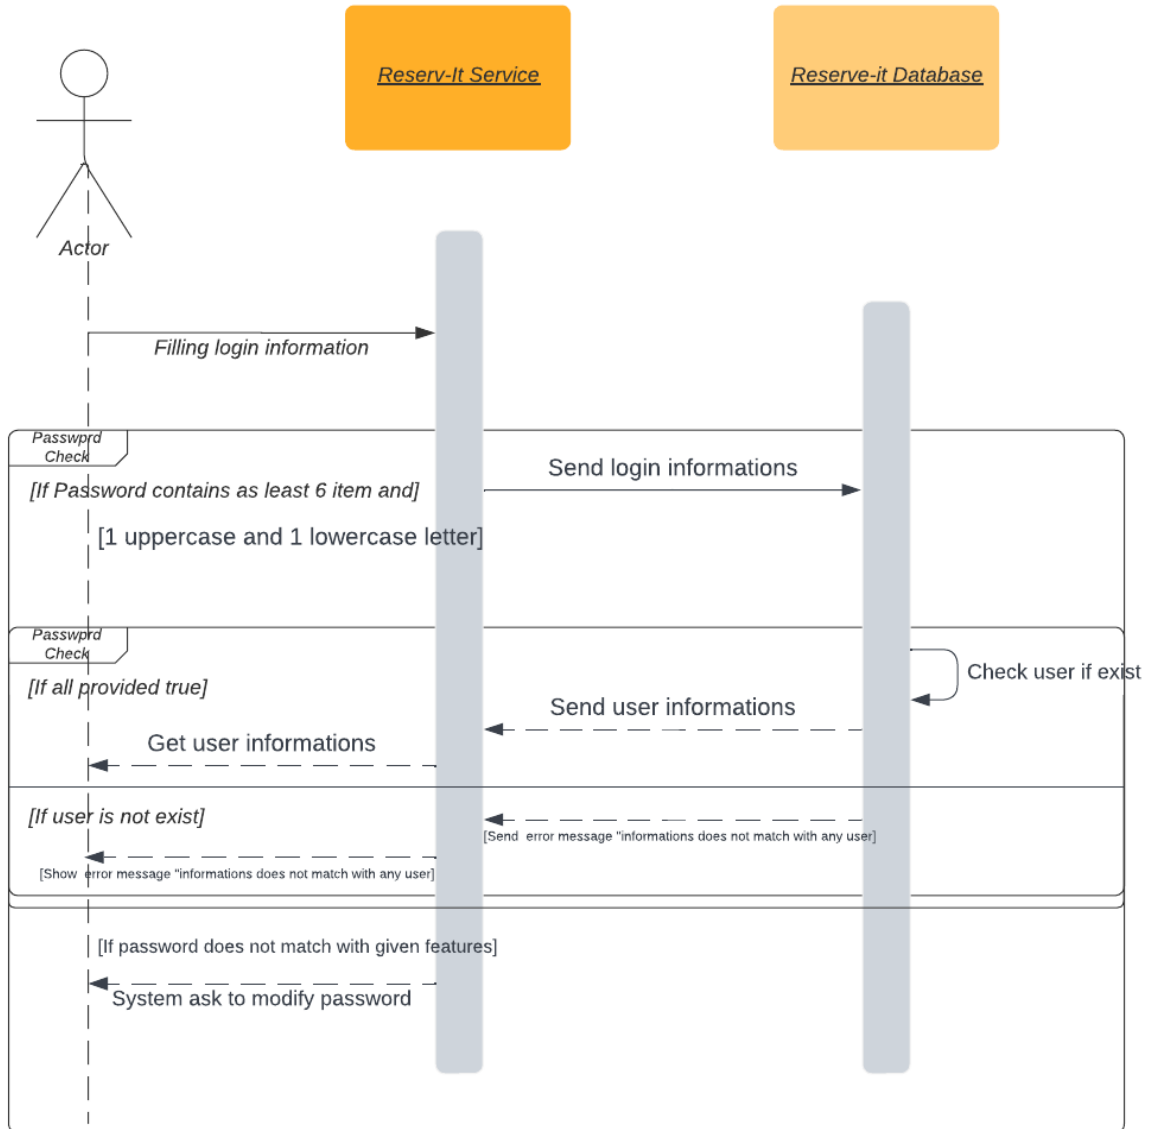 Reserv-It Service
Reserve-it Database
Actor
Filling login information
Passwprd
Check
Send login informations
[If Password contains as least 6 item and]
[1 uppercase and 1 lowercase letter]
Passwprd
Check
Check user if exist
[If all provided true]
Send user informations
Get user informations
[If user is not exist]
[Send error message "informations does not match with any user]
[Show error message "informations does not match with any user]
[If password does not match with given features]
System ask to modify password